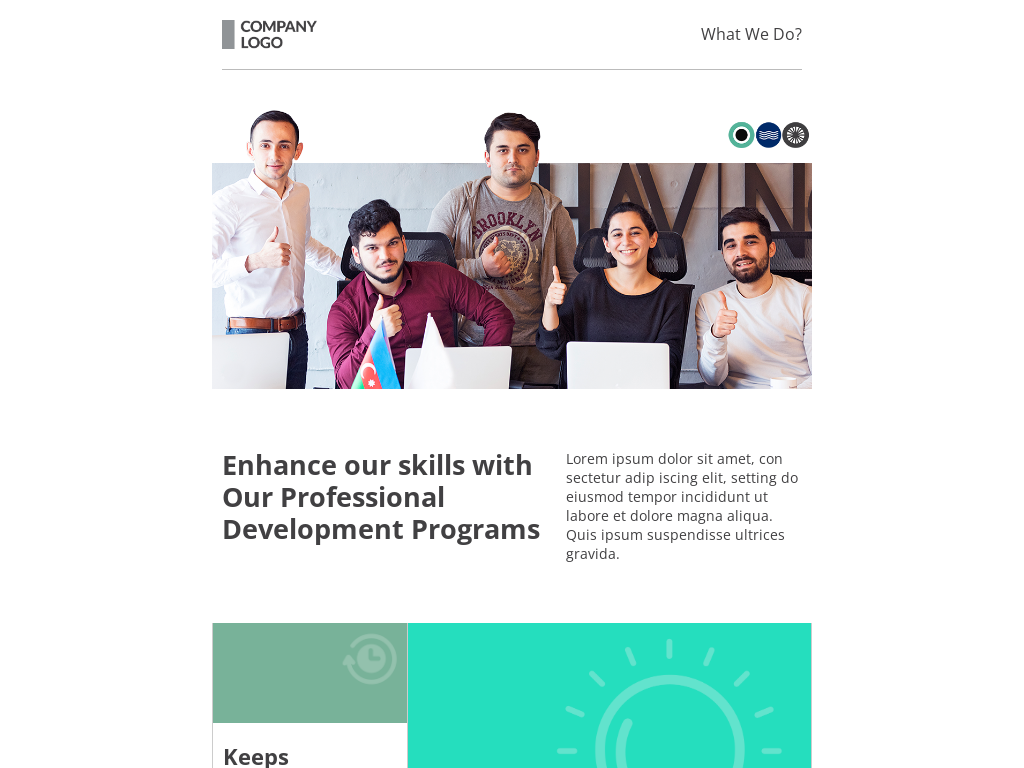 COMPANY
LOGO
What We Do?
HAVIN
BROOKLYN
Enhance our skills with
Our Professional
Development Programs
Lorem ipsum dolor sit amet, con
sectetur adip iscing elit, setting do
eiusmod tempor incididunt ut
labore et dolore magna aliqua.
Quis ipsum suspendisse ultrices
gravida.
Keeps